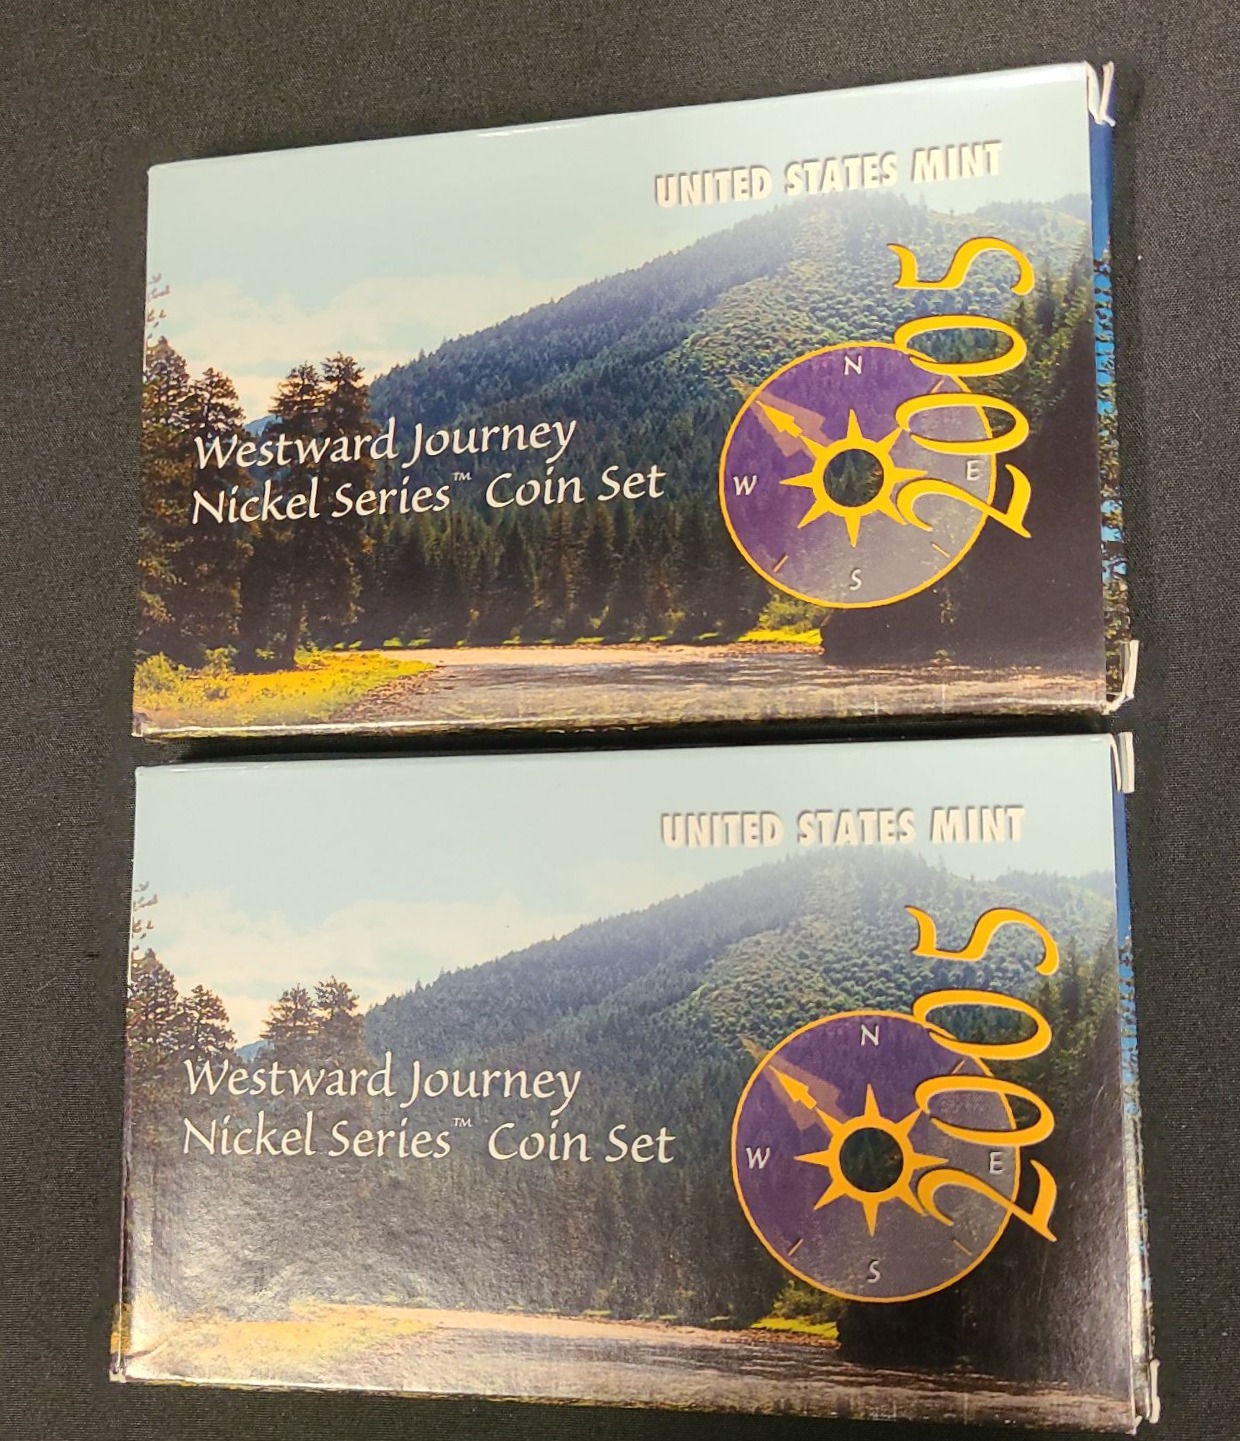 UNITED STATES MINT
2005
Westward Journey
Nickel Series™ Coin Set
N
W
E
S
UNITED STATES MINT
2005
Westward Journey
Nickel Series™ Coin Set
N
W
E
S